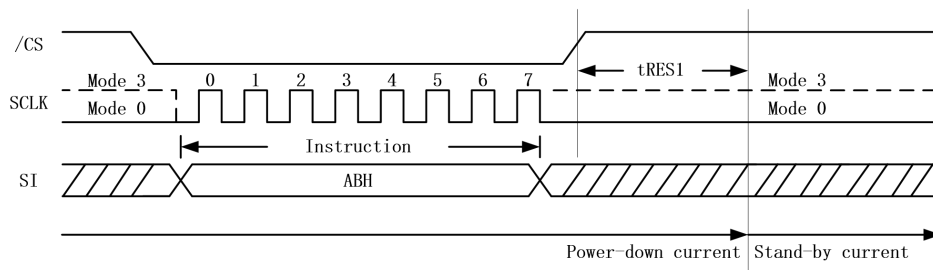 /CS
tRES1
Mode 3 0 1 2 3 4 5 6 7 Mode 3
SCLK
Mode 0 Mode 0
Instruction
SI ABH
Power-down current Stand-by current